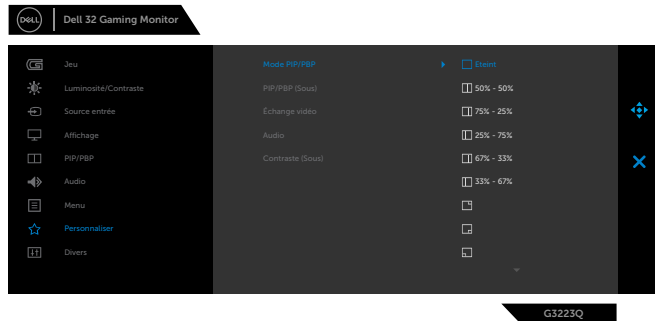 DELL
Dell 32 Gaming Monitor
Jeu
Luminosité/Contraste
Source entrée
Affichage
PIP/PBP
Audio
Menu
Personnaliser
Divers
Mode PIP/PBP
PIP/PBP (Sous)
Échange vidéo
Audio
Contraste (Sous)
Éteint
50% - 50%
75% - 25%
25% - 75%
67% - 33%
33% - 67%
G3223Q